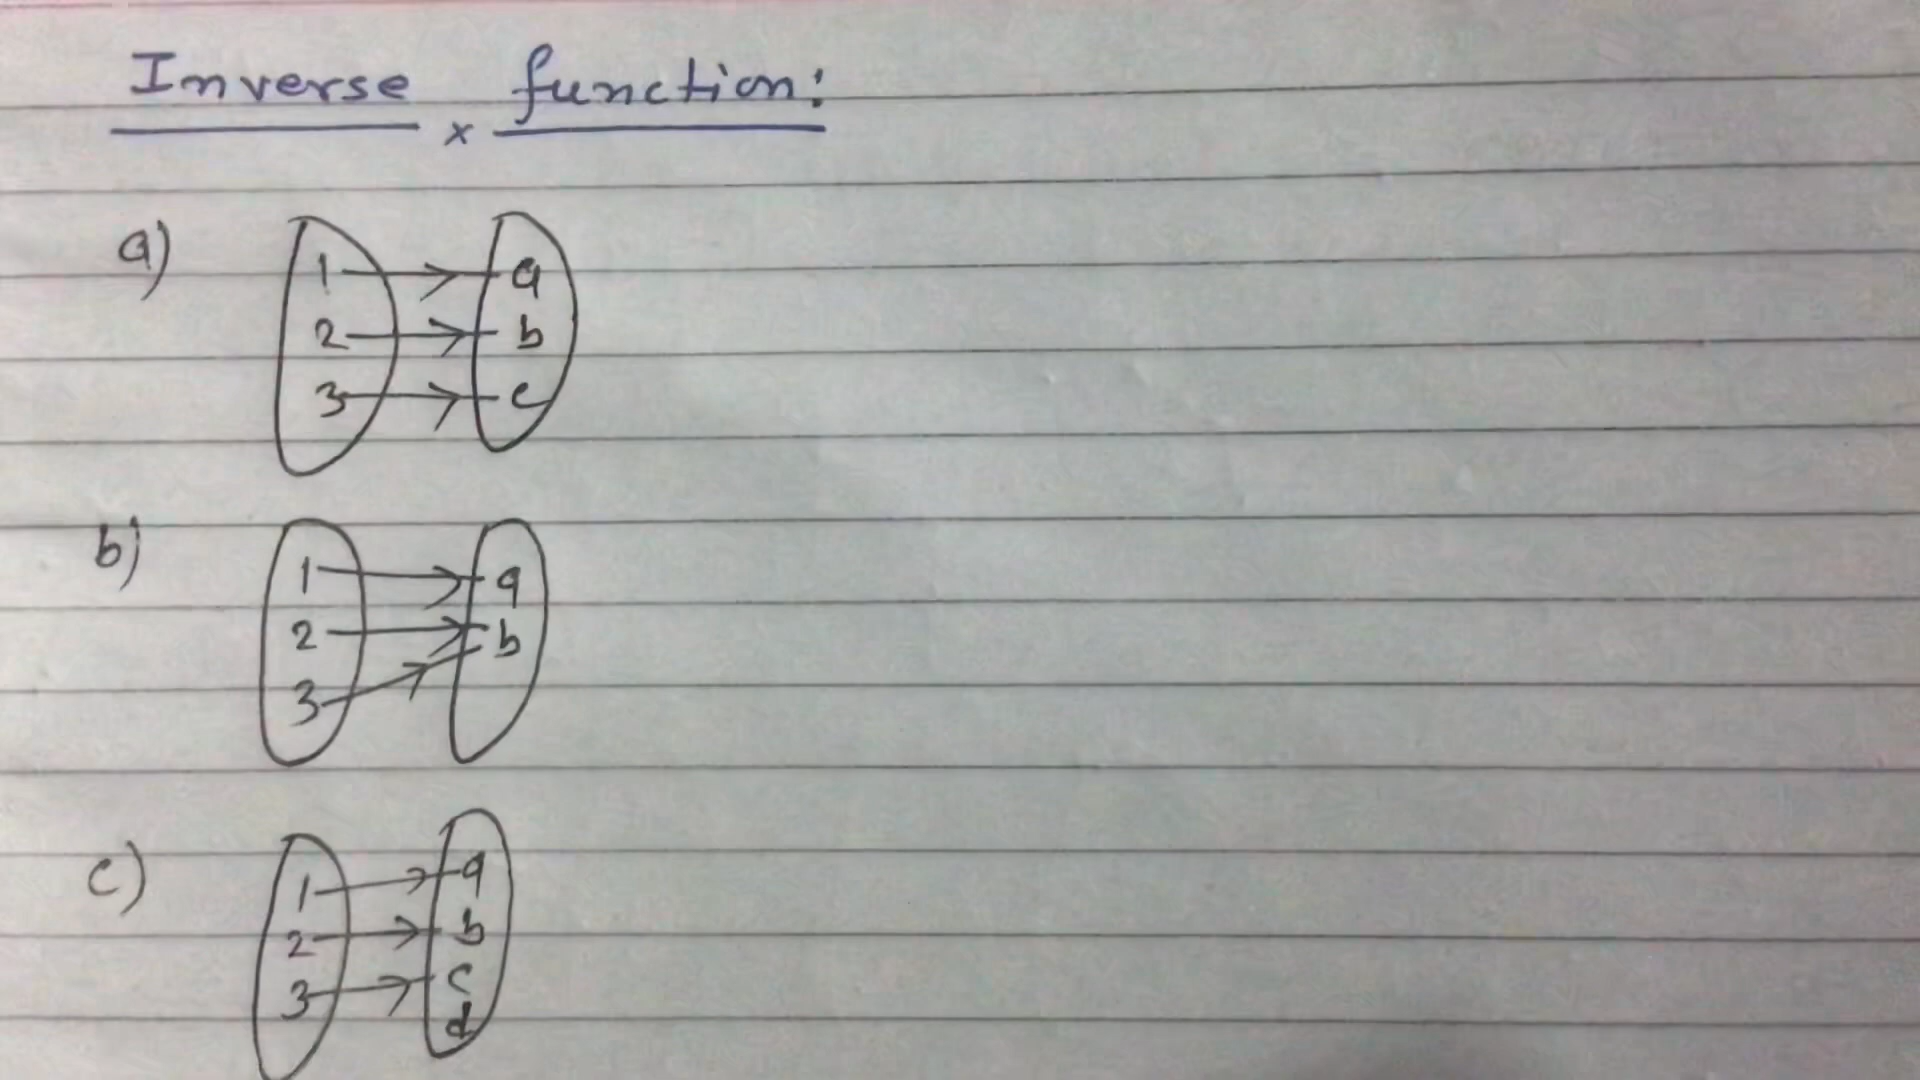 Inverse x function:
a)
1 a
2 b
3 c
b)
1 a
2 b
3
c)
1 a
2 b
3 c
d